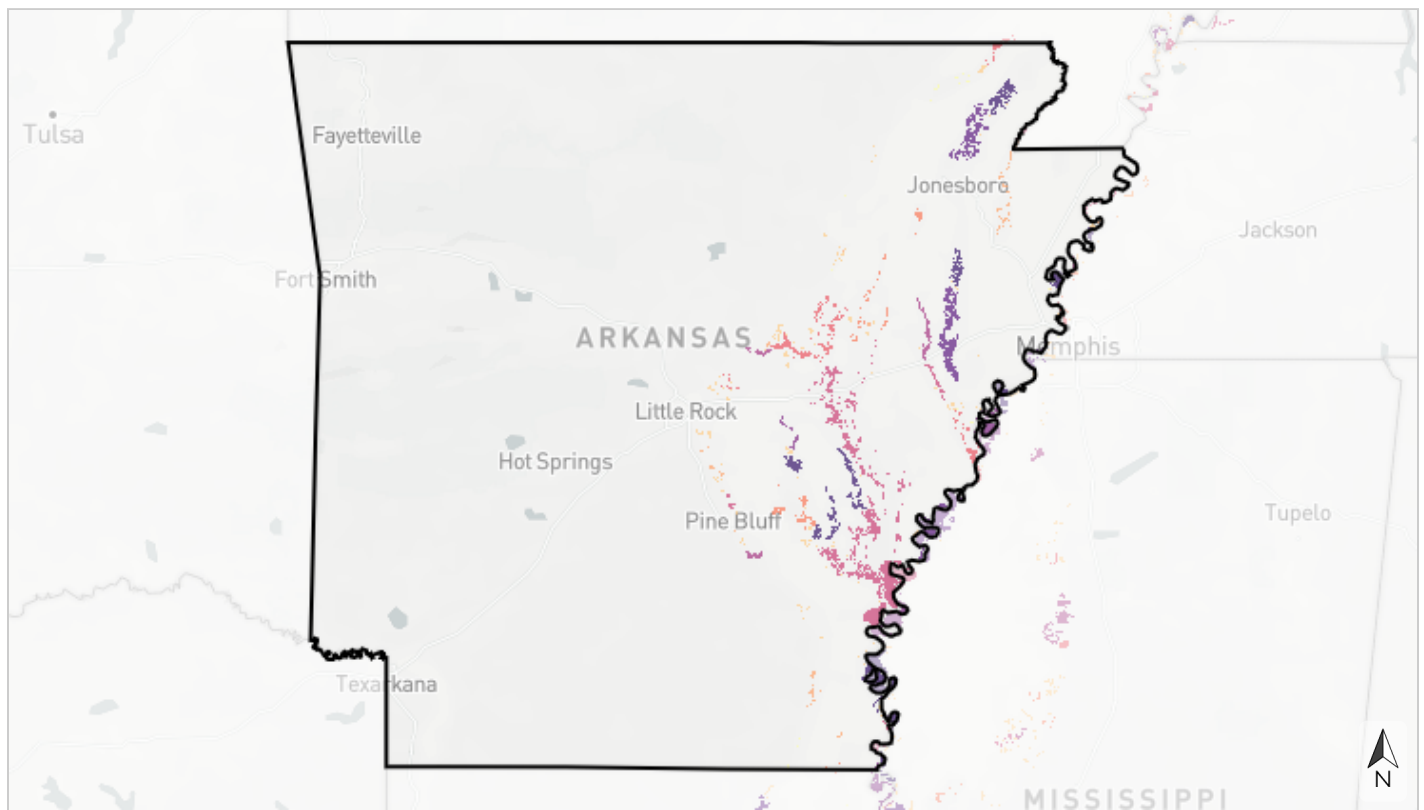 Tulsa
Fayetteville
Jonesboro
Jackson
Fort Smith
ARKANSAS
Memphis
Little Rock
Hot Springs
Pine Bluff
Tupelo
Texarkana
MISSISSIPPI
N